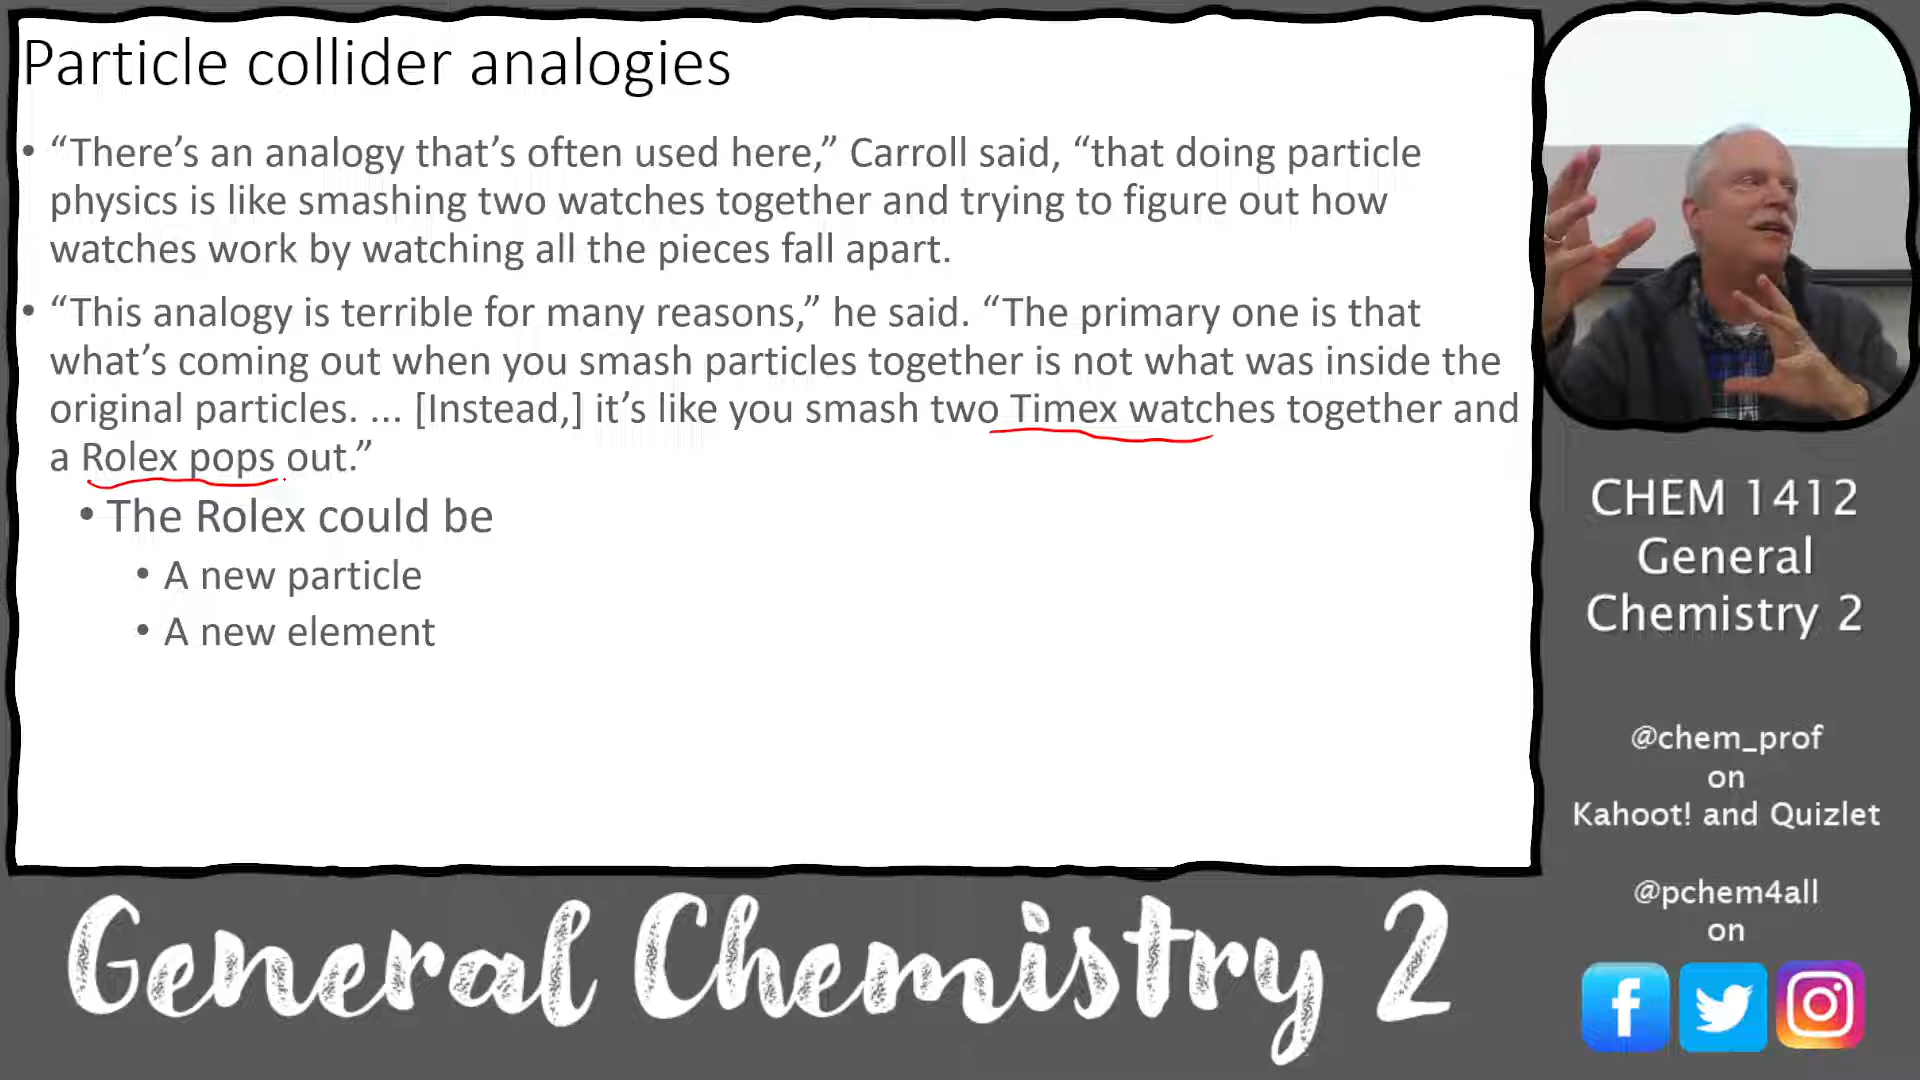 Particle collider analogies
• “There’s an analogy that’s often used here,” Carroll said, “that doing particle
physics is like smashing two watches together and trying to figure out how
watches work by watching all the pieces fall apart.
• “This analogy is terrible for many reasons,” he said. “The primary one is that
what’s coming out when you smash particles together is not what was inside the
original particles. ... [Instead,] it’s like you smash two Timex watches together and
a Rolex pops out.”
• The Rolex could be
• A new particle
• A new element
CHEM 1412
General
Chemistry 2
@chem_prof
on
Kahoot! and Quizlet
@pchem4all
on
General Chemistry 2